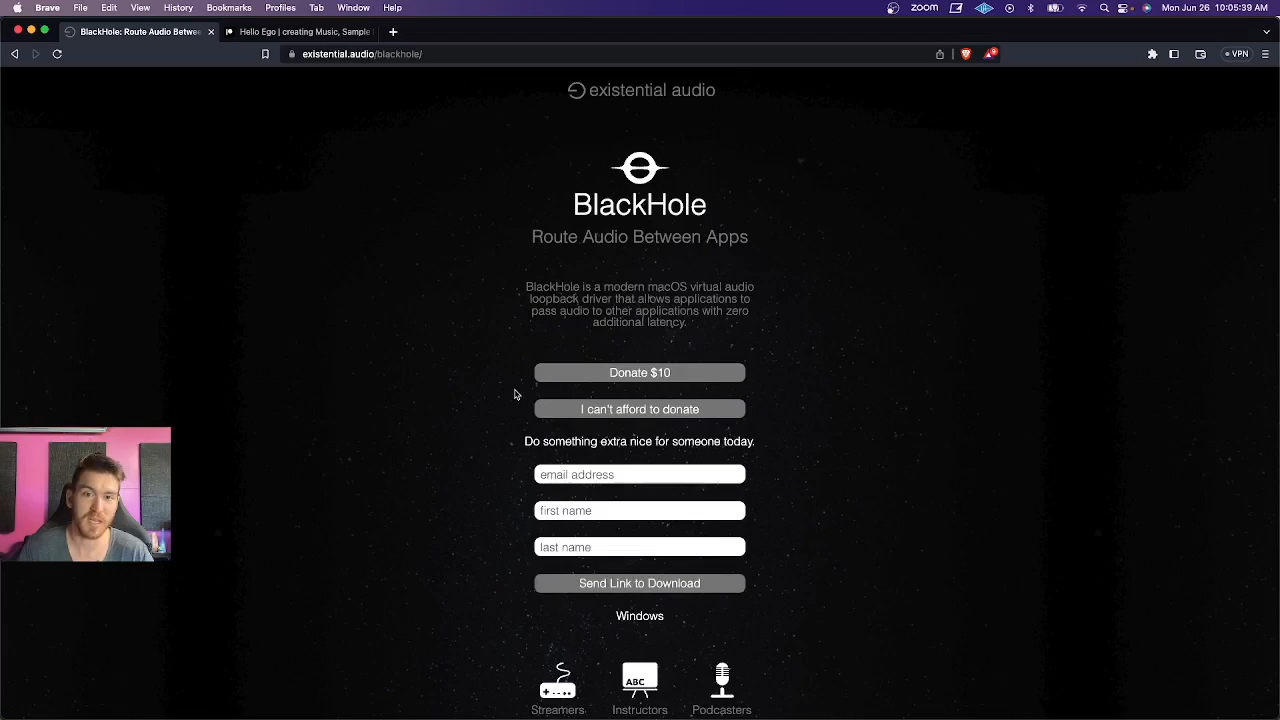 Brave File Edit View History Bookmarks Profiles Tab Window Help
ZOOM
Mon Jun 26 10:05:39 AM
BlackHole: Route Audio Betwee
Hello Ego | creating Music, Sample
existential.audio/blackhole/
VPN
existential audio
BlackHole
Route Audio Between Apps
BlackHole is a modern macOS virtual audio
loopback driver that allows applications to
pass audio to other applications with zero
additional latency.
Donate $10
I can't afford to donate
Do something extra nice for someone today.
email address
first name
last name
Send Link to Download
Windows
ABC
Streamers Instructors Podcasters